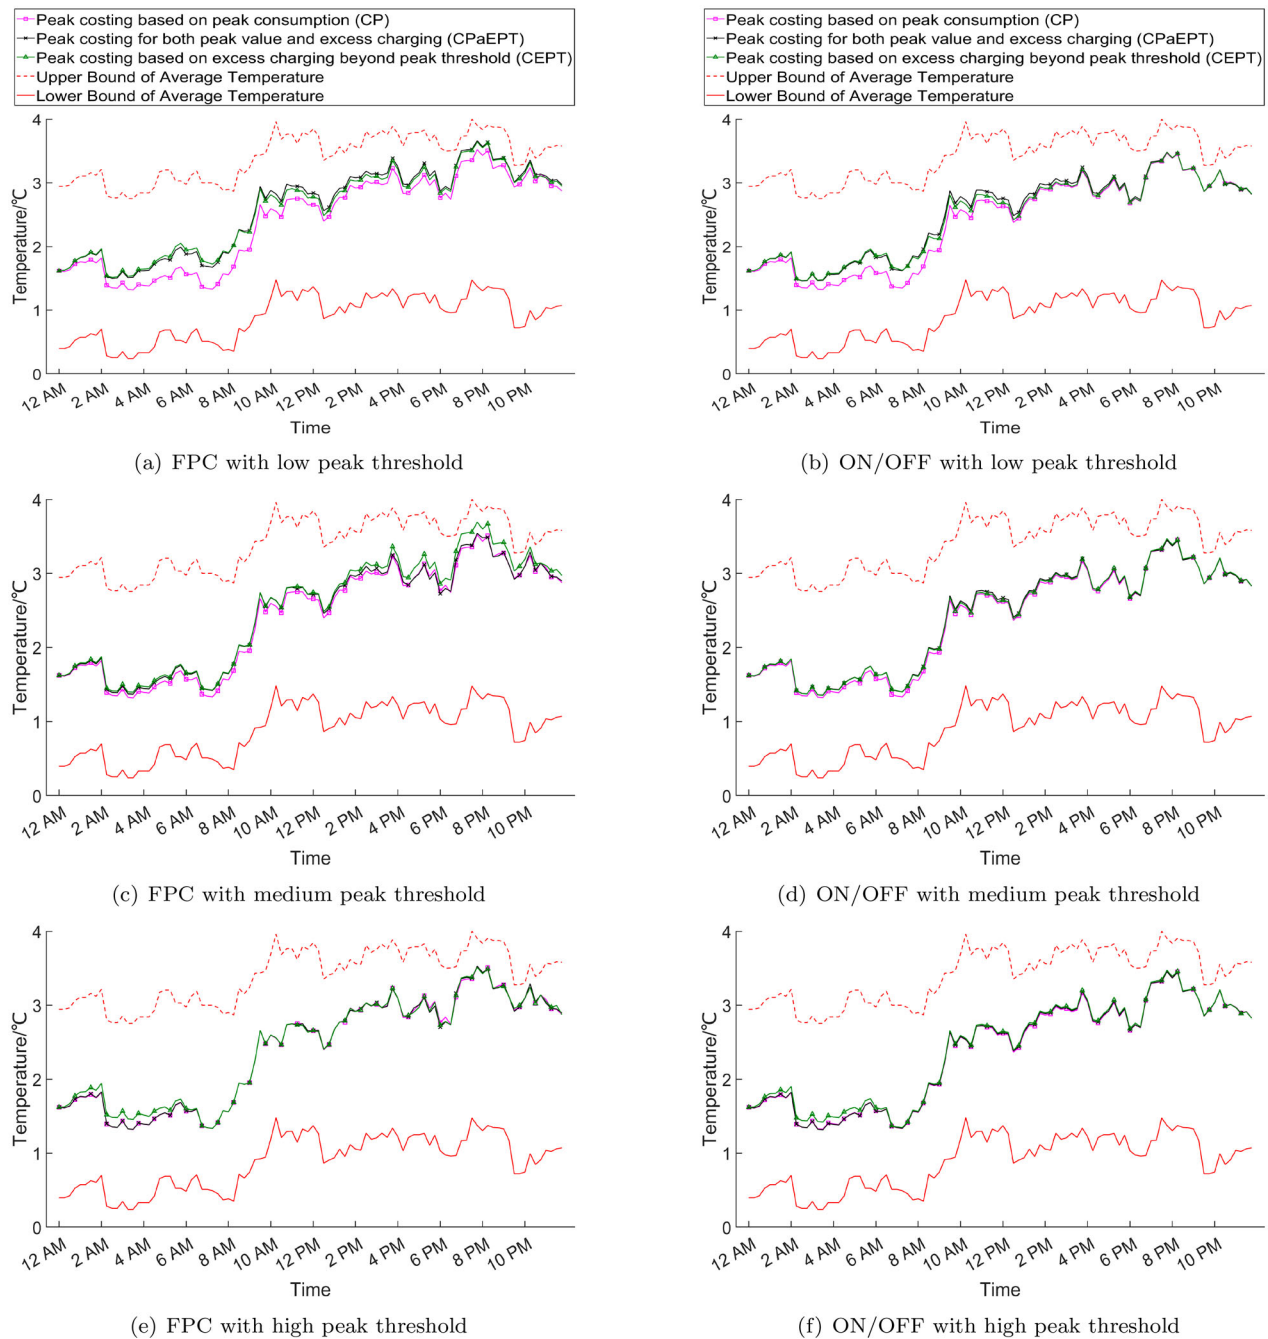 Peak costing based on peak consumption (CP)
Peak costing for both peak value and excess charging (CPaEPT)
Peak costing based on excess charging beyond peak threshold (CEPT)
Upper Bound of Average Temperature
Lower Bound of Average Temperature
4
3
2
1
0
Temperature/℃
12 AM 2 AM 4 AM 6 AM 8 AM 10 AM 12 PM 2 PM 4 PM 6 PM 8 PM 10 PM
Time
(a) FPC with low peak threshold
Peak costing based on peak consumption (CP)
Peak costing for both peak value and excess charging (CPaEPT)
Peak costing based on excess charging beyond peak threshold (CEPT)
Upper Bound of Average Temperature
Lower Bound of Average Temperature
4
3
2
1
0
Temperature/℃
12 AM 2 AM 4 AM 6 AM 8 AM 10 AM 12 PM 2 PM 4 PM 6 PM 8 PM 10 PM
Time
(b) ON/OFF with low peak threshold
4
3
2
1
0
Temperature/℃
12 AM 2 AM 4 AM 6 AM 8 AM 10 AM 12 PM 2 PM 4 PM 6 PM 8 PM 10 PM
Time
(c) FPC with medium peak threshold
4
3
2
1
0
Temperature/℃
12 AM 2 AM 4 AM 6 AM 8 AM 10 AM 12 PM 2 PM 4 PM 6 PM 8 PM 10 PM
Time
(d) ON/OFF with medium peak threshold
4
3
2
1
0
Temperature/℃
12 AM 2 AM 4 AM 6 AM 8 AM 10 AM 12 PM 2 PM 4 PM 6 PM 8 PM 10 PM
Time
(e) FPC with high peak threshold
4
3
2
1
0
Temperature/℃
12 AM 2 AM 4 AM 6 AM 8 AM 10 AM 12 PM 2 PM 4 PM 6 PM 8 PM 10 PM
Time
(f) ON/OFF with high peak threshold